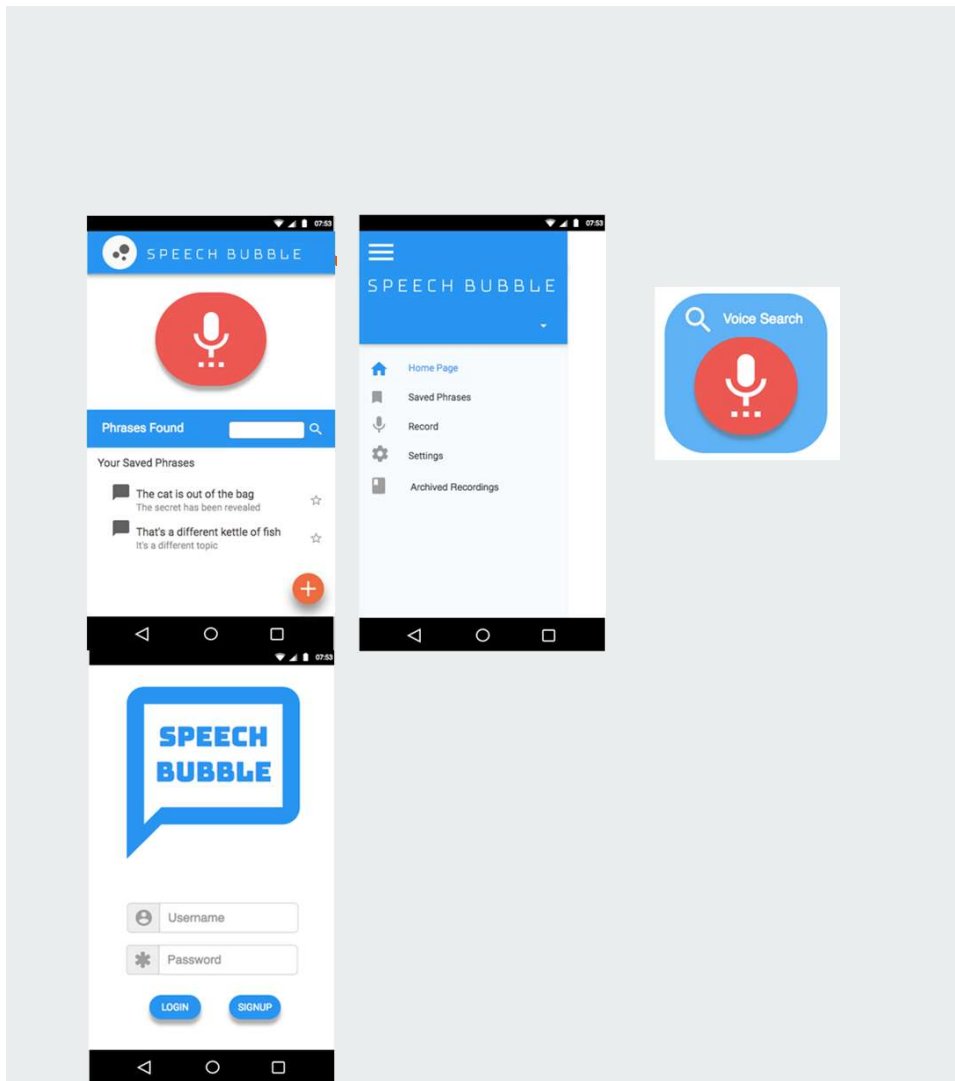 07:53
SPEECH BUBBLE
Phrases Found
Your Saved Phrases
The cat is out of the bag
The secret has been revealed
That's a different kettle of fish
It's a different topic
07:53
SPEECH BUBBLE
Home Page
Saved Phrases
Record
Settings
Archived Recordings
Voice Search
07:53
SPEECH
BUBBLE
Username
Password
LOGIN
SIGNUP